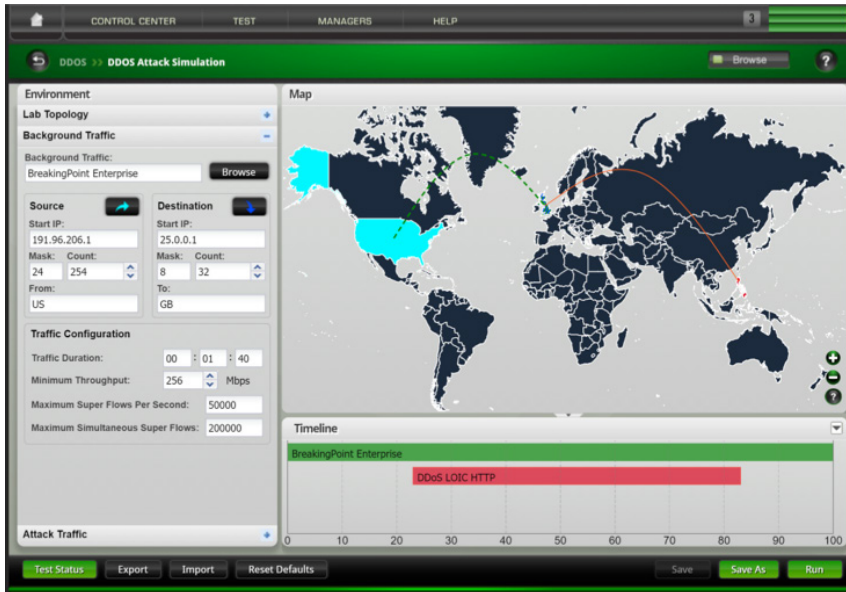 CONTROL CENTER TEST MANAGERS HELP 3
DDOS >> DDOS Attack Simulation Browse ?
Environment
Lab Topology
Background Traffic
Background Traffic:
BreakingPoint Enterprise Browse
Source Destination
Start IP: Start IP:
191.96.206.1 25.0.0.1
Mask: Count: Mask: Count:
24 254 8 32
From: To:
US GB
Traffic Configuration
Traffic Duration: 00 : 01 : 40
Minimum Throughput: 256 Mbps
Maximum Super Flows Per Second: 50000
Maximum Simultaneous Super Flows: 200000
Attack Traffic
Map
?
Timeline
BreakingPoint Enterprise
DDoS LOIC HTTP
0 10 20 30 40 50 60 70 80 90 100
Test Status Export Import Reset Defaults Save Save As Run